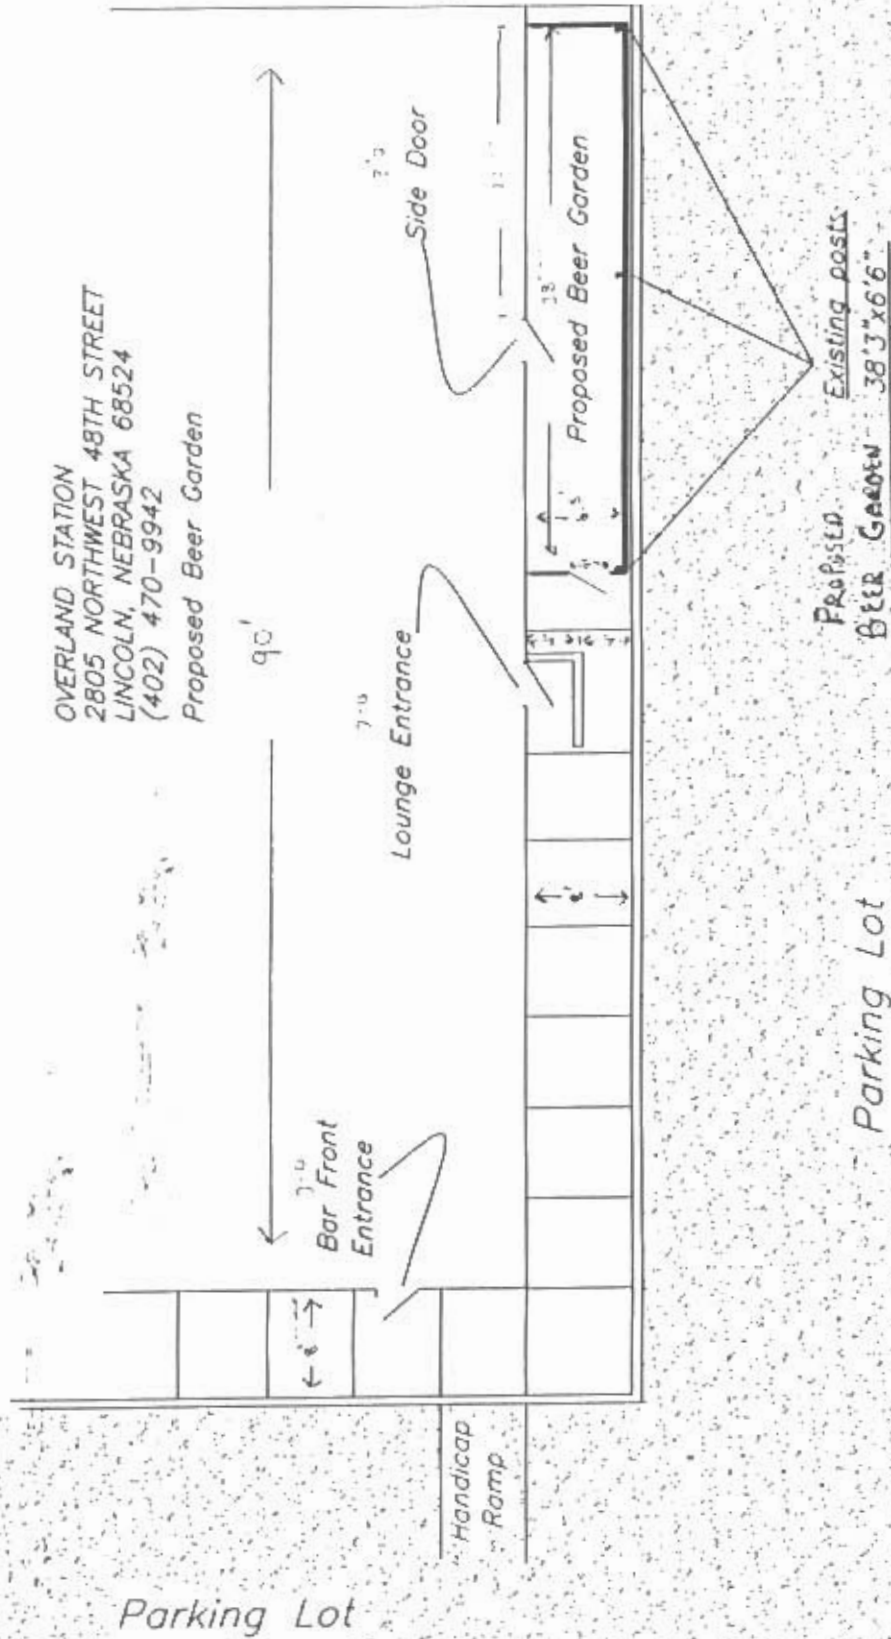 OVERLAND STATION
2805 NORTHWEST 48TH STREET
LINCOLN, NEBRASKA 68524
(402) 470-9942
Proposed Beer Garden
90'
Side Door
Lounge Entrance
Bar Front
Entrance
8'
Handicap
Ramp
Proposed Beer Garden
38'
Existing posts
PROPOSED
BEER GARDEN 38'3"x6'6"
Parking Lot
Parking Lot